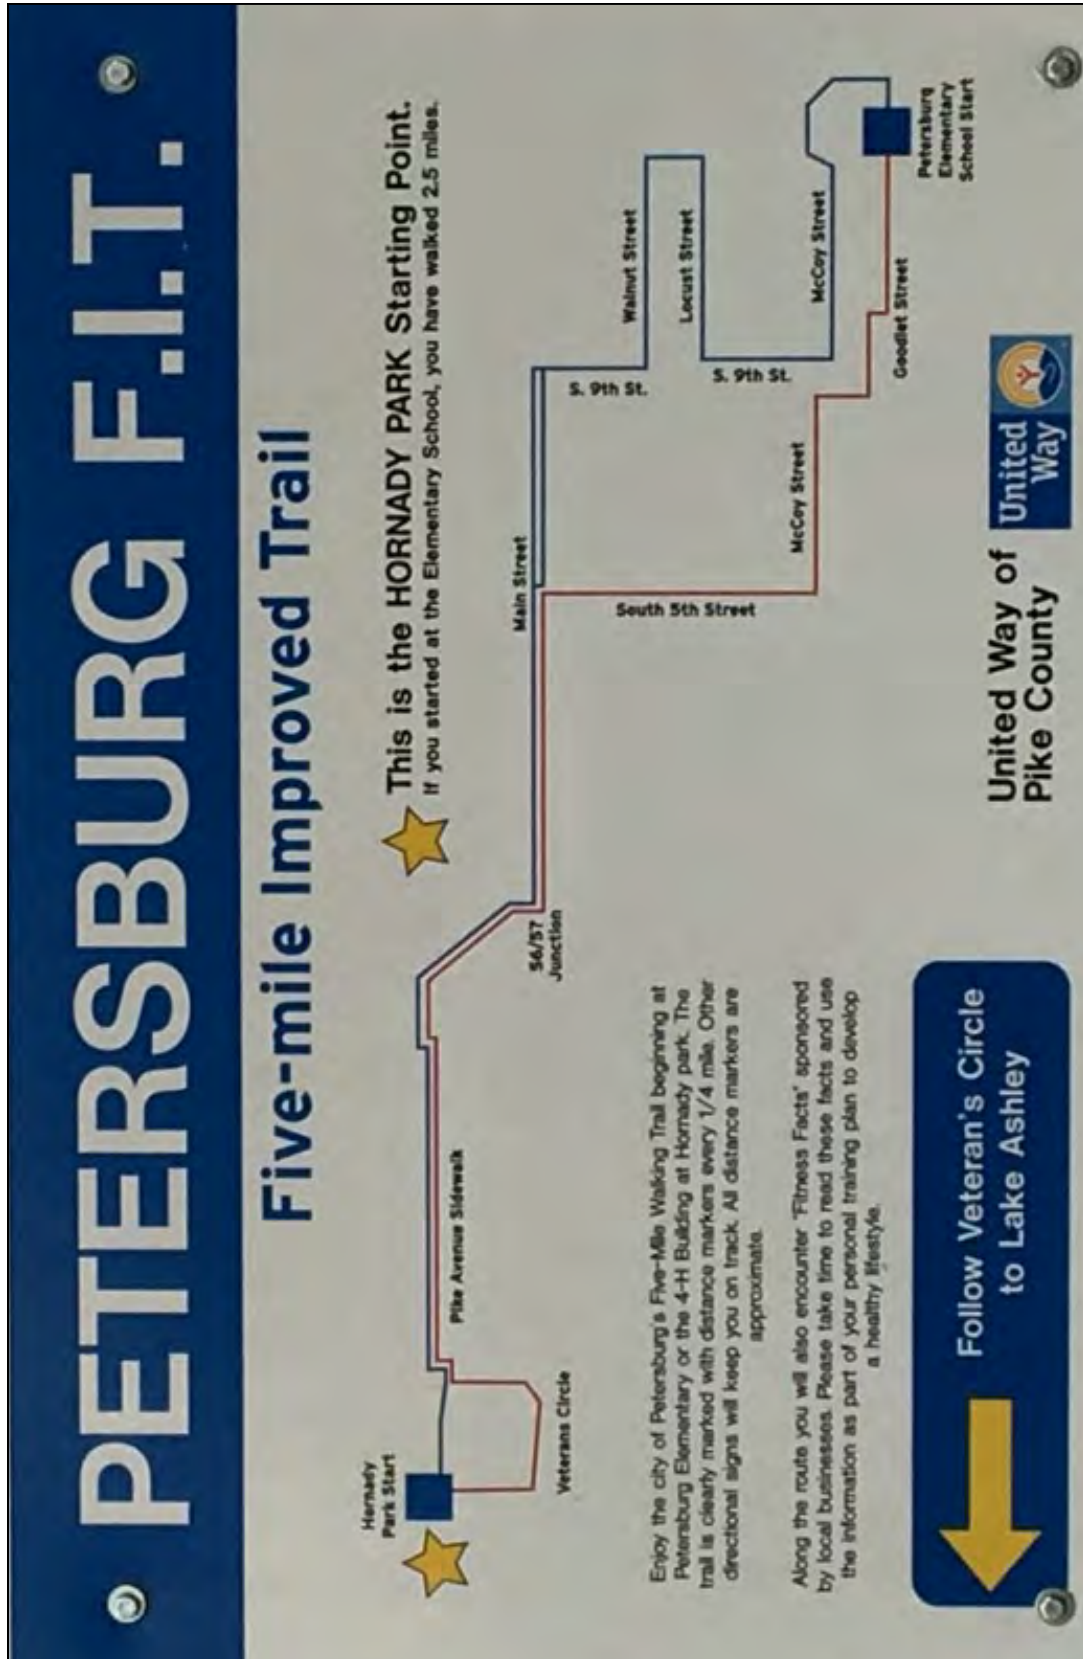 PETERSBURG F.I.T.
Five-mile Improved Trail
This is the HORNADY PARK Starting Point.
If you started at the Elementary School, you have walked 2.5 miles.
Hornady
Park Start
Pike Avenue Sidewalk
Veterans Circle
56/57
Junction
Main Street
S. 9th St.
Walnut Street
Locust Street
S. 9th St.
McCoy Street
South 5th Street
McCoy Street
Goodlet Street
Petersburg
Elementary
School Start
Enjoy the city of Petersburg's Five-Mile Walking Trail beginning at
Petersburg Elementary or the 4-H Building at Hornady park. The
trail is clearly marked with distance markers every 1/4 mile. Other
directional signs will keep you on track. All distance markers are
approximate.
Along the route you will also encounter "Fitness Facts" sponsored
by local businesses. Please take time to read these facts and use
the information as part of your personal training plan to develop
a healthy lifestyle.
Follow Veteran's Circle
to Lake Ashley
United Way of
Pike County
United
Way